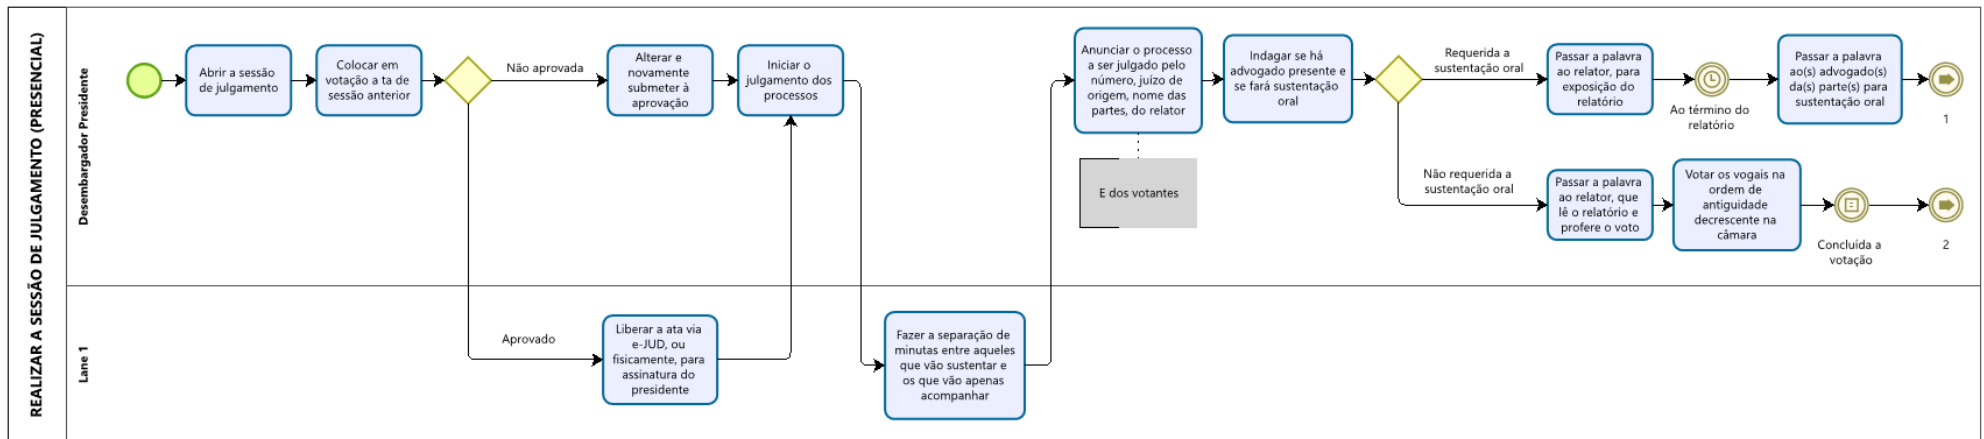 REALIZAR A SESSÃO DE JULGAMENTO (PRESENCIAL)
Desembargador Presidente
Abrir a sessão
de julgamento
Colocar em
votação a ta de
sessão anterior
Não aprovada
Alterar e
novamente
submeter à
aprovação
Iniciar o
julgamento dos
processos
Anunciar o processo
a ser julgado pelo
número, juízo de
origem, nome das
partes, do relator
E dos votantes
Indagar se há
advogado presente e
se fará sustentação
oral
Requerida a
sustentação oral
Passar a palavra
ao relator, para
exposição do
relatório
Ao término do
relatório
Passar a palavra
ao(s) advogado(s)
da(s) parte(s) para
sustentação oral
1
Não requerida a
sustentação oral
Passar a palavra
ao relator, que
lê o relatório e
profere o voto
Votar os vogais na
ordem de
antiguidade
decrescente na
câmara
Concluída a
votação
2
Lane 1
Aprovado
Liberar a ata via
e-JUD, ou
fisicamente, para
assinatura do
presidente
Fazer a separação de
minutas entre aqueles
que vão sustentar e
os que vão apenas
acompanhar